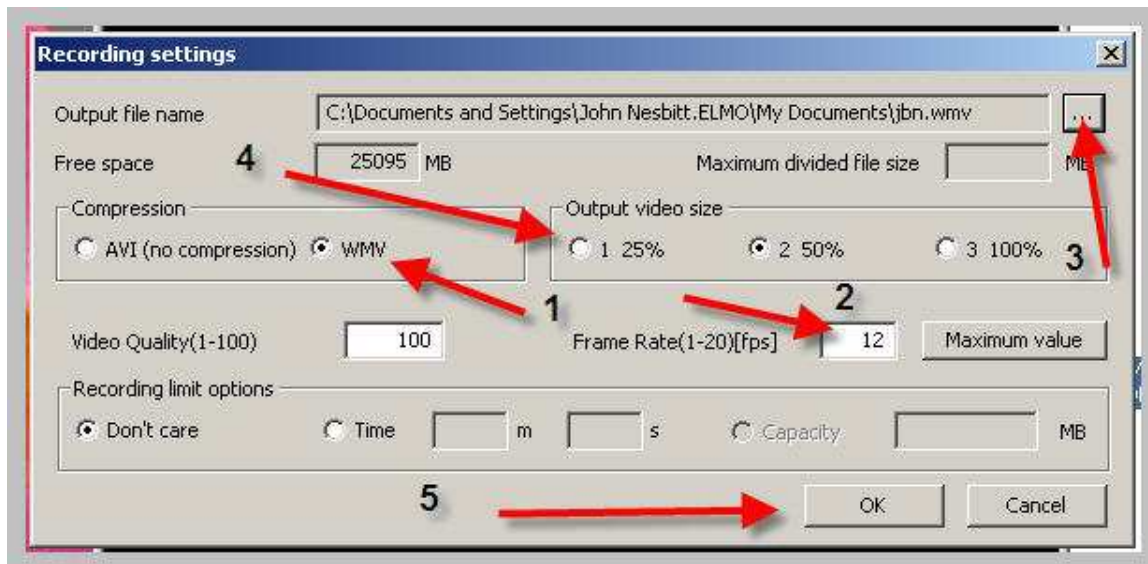 Recording settings
Output file name C:\Documents and Settings\John Nesbitt.ELMO\My Documents\jbn.wmv ...
4
Free space 25095 MB Maximum divided file size MB
Compression Output video size
AVI (no compression) WMV 1 25% 2 50% 3 100% 3
1 2
Video Quality(1-100) 100 Frame Rate(1-20)[fps] 12 Maximum value
Recording limit options
Don't care Time m s Capacity MB
5 OK Cancel